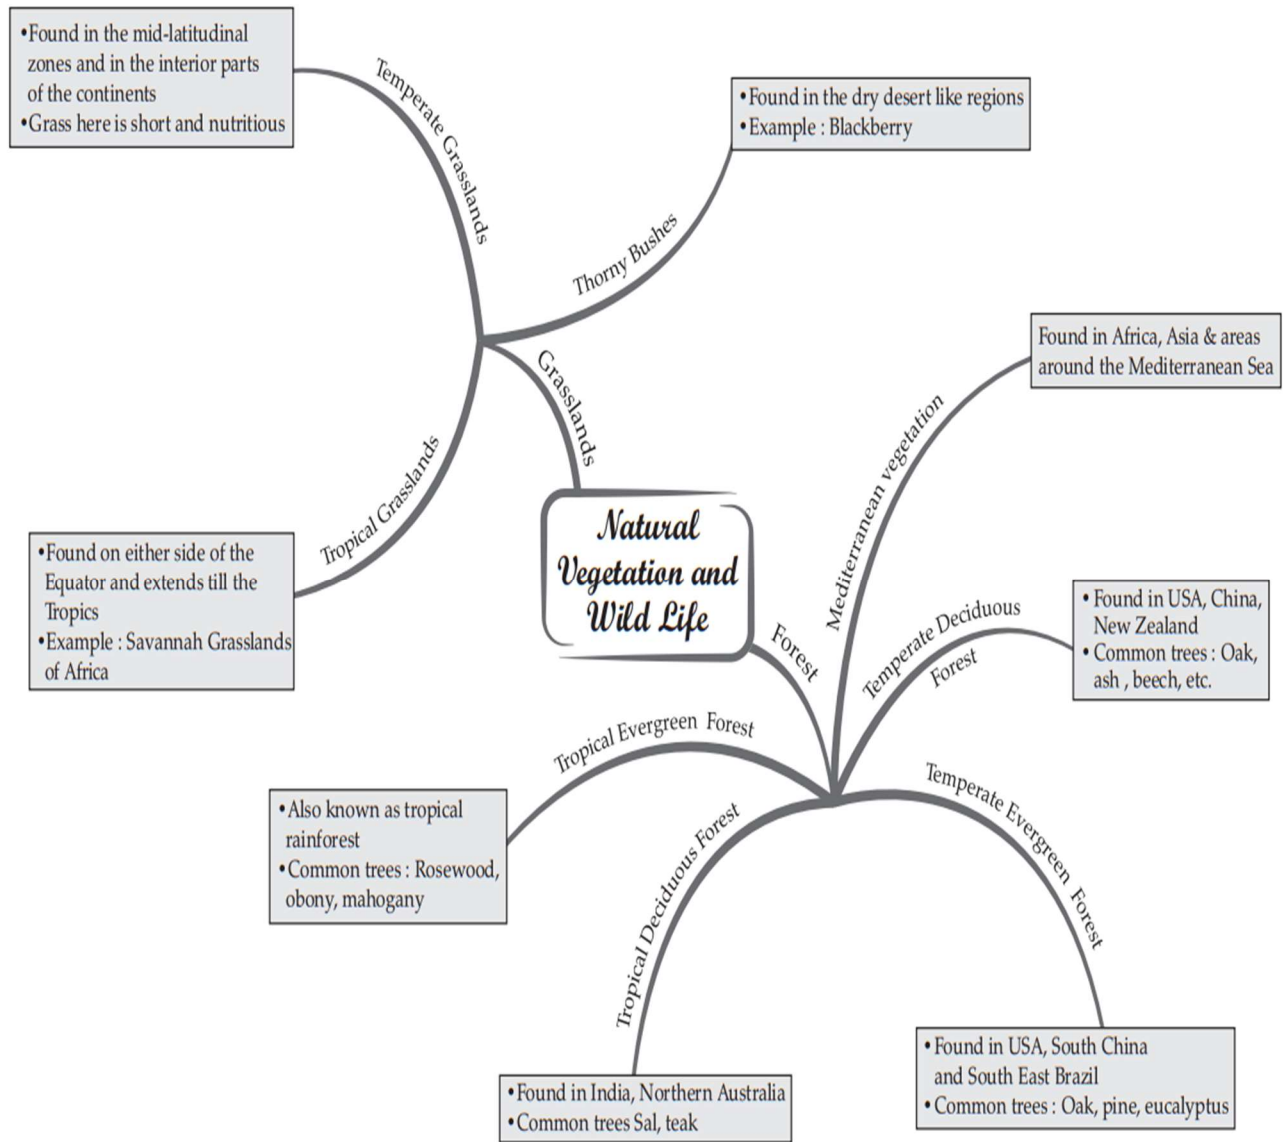 •Found in the mid-latitudinal
zones and in the interior parts
of the continents
•Grass here is short and nutritious
Temperate Grasslands
•Found in the dry desert like regions
•Example : Blackberry
Thorny Bushes
Grasslands
Tropical Grasslands
•Found on either side of the
Equator and extends till the
Tropics
•Example : Savannah Grasslands
of Africa
Natural
Vegetation and
Wild Life
Forest
Found in Africa, Asia & areas
around the Mediterranean Sea
Mediterranean vegetation
Temperate Deciduous
Forest
• Found in USA, China,
New Zealand
• Common trees : Oak,
ash , beech, etc.
Tropical Evergreen Forest
•Also known as tropical
rainforest
•Common trees : Rosewood,
obony, mahogany
Tropical Deciduous Forest
•Found in India, Northern Australia
•Common trees Sal, teak
Temperate Evergreen Forest
• Found in USA, South China
and South East Brazil
• Common trees : Oak, pine, eucalyptus